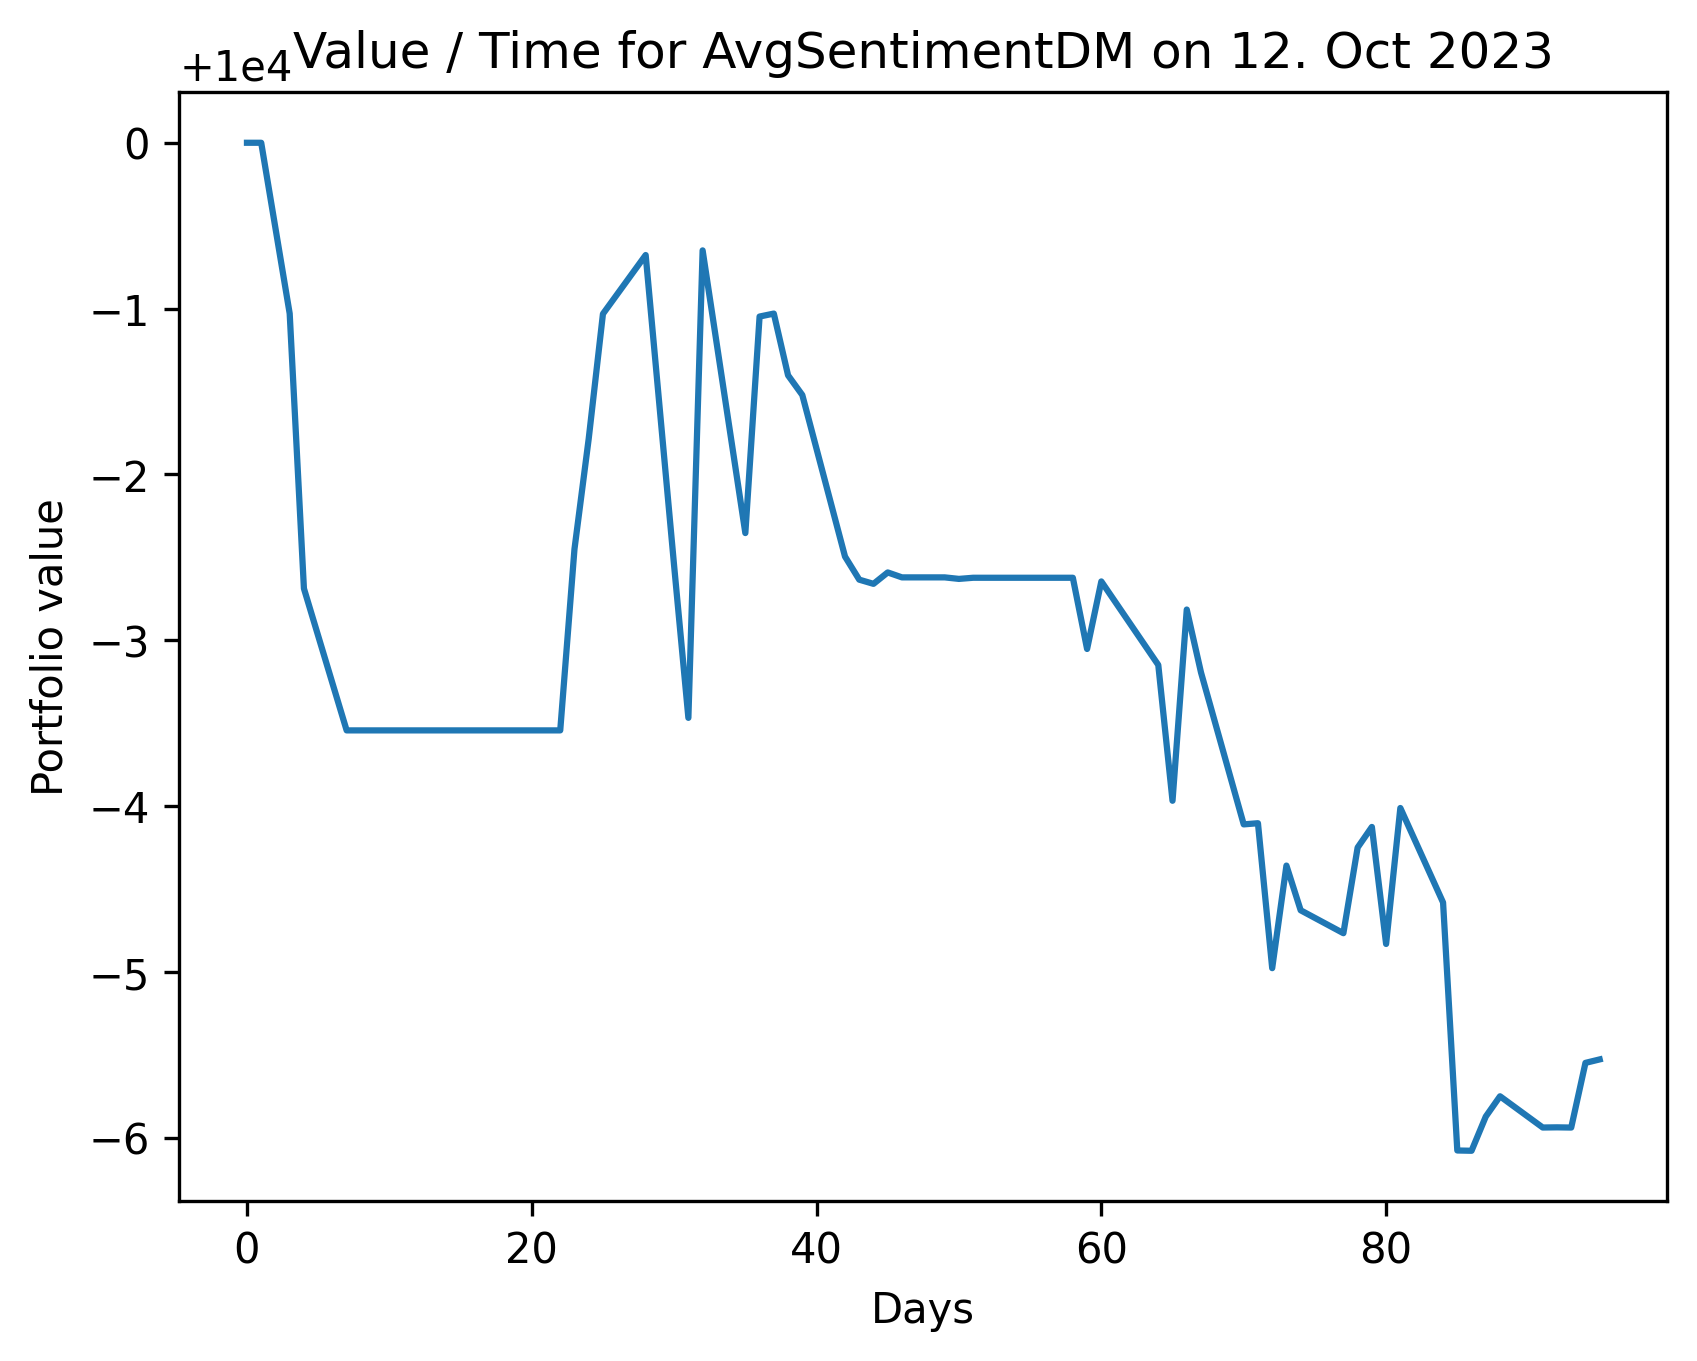 Value / Time for AvgSentimentDM on 12. Oct 2023
+1e4
0
−1
−2
−3
−4
−5
−6
Portfolio value
0 20 40 60 80
Days